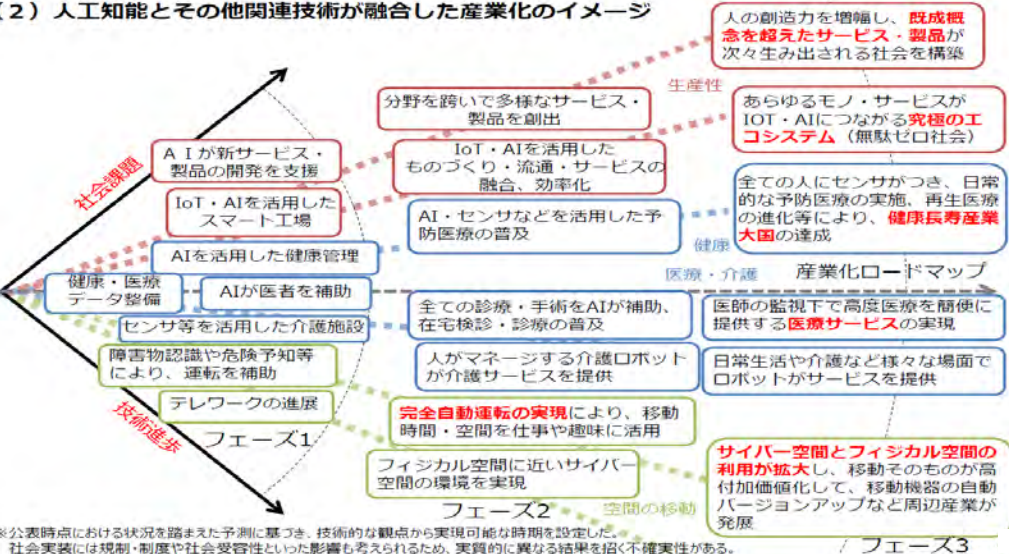 (2) 人工知能とその他関連技術が融合した産業化のイメージ
人の創造力を増幅し、既成概
念を超えたサービス・製品が
次々生み出される社会を構築
生産性
分野を跨いで多様なサービス・
製品を創出
あらゆるモノ・サービスが
IOT・AIにつながる究極のエ
コシステム（無駄ゼロ社会）
社会課題
ＡＩが新サービス・
製品の開発を支援
IoT・AIを活用した
ものづくり・流通・サービスの
融合、効率化
IoT・AIを活用した
スマート工場
AI・センサなどを活用した予
防医療の普及
全ての人にセンサがつき、日常
的な予防医療の実施、再生医療
の進化等により、健康長寿産業
大国の達成
AIを活用した健康管理
健康
医療・介護
産業化ロードマップ
健康・医療
データ整備
AIが医者を補助
全ての診療・手術をAIが補助、
在宅検診・診療の普及
医師の監視下で高度医療を簡便に
提供する医療サービスの実現
センサ等を活用した介護施設
人がマネージする介護ロボット
が介護サービスを提供
日常生活や介護など様々な場面で
ロボットがサービスを提供
障害物認識や危険予知等
により、運転を補助
テレワークの進展
技術進歩
フェーズ1
完全自動運転の実現により、移動
時間・空間を仕事や趣味に活用
フィジカル空間に近いサイバー
空間の環境を実現
フェーズ2
空間の移動
サイバー空間とフィジカル空間の
利用が拡大し、移動そのものが高
付加価値化して、移動機器の自動
バージョンアップなど周辺産業が
発展
フェーズ3
※公表時点における状況を踏まえた予測に基づき、技術的な観点から実現可能な時期を設定した。
社会実装には規制・制度や社会受容性といった影響も考えられるため、実質的に異なる結果を招く不確実性がある。